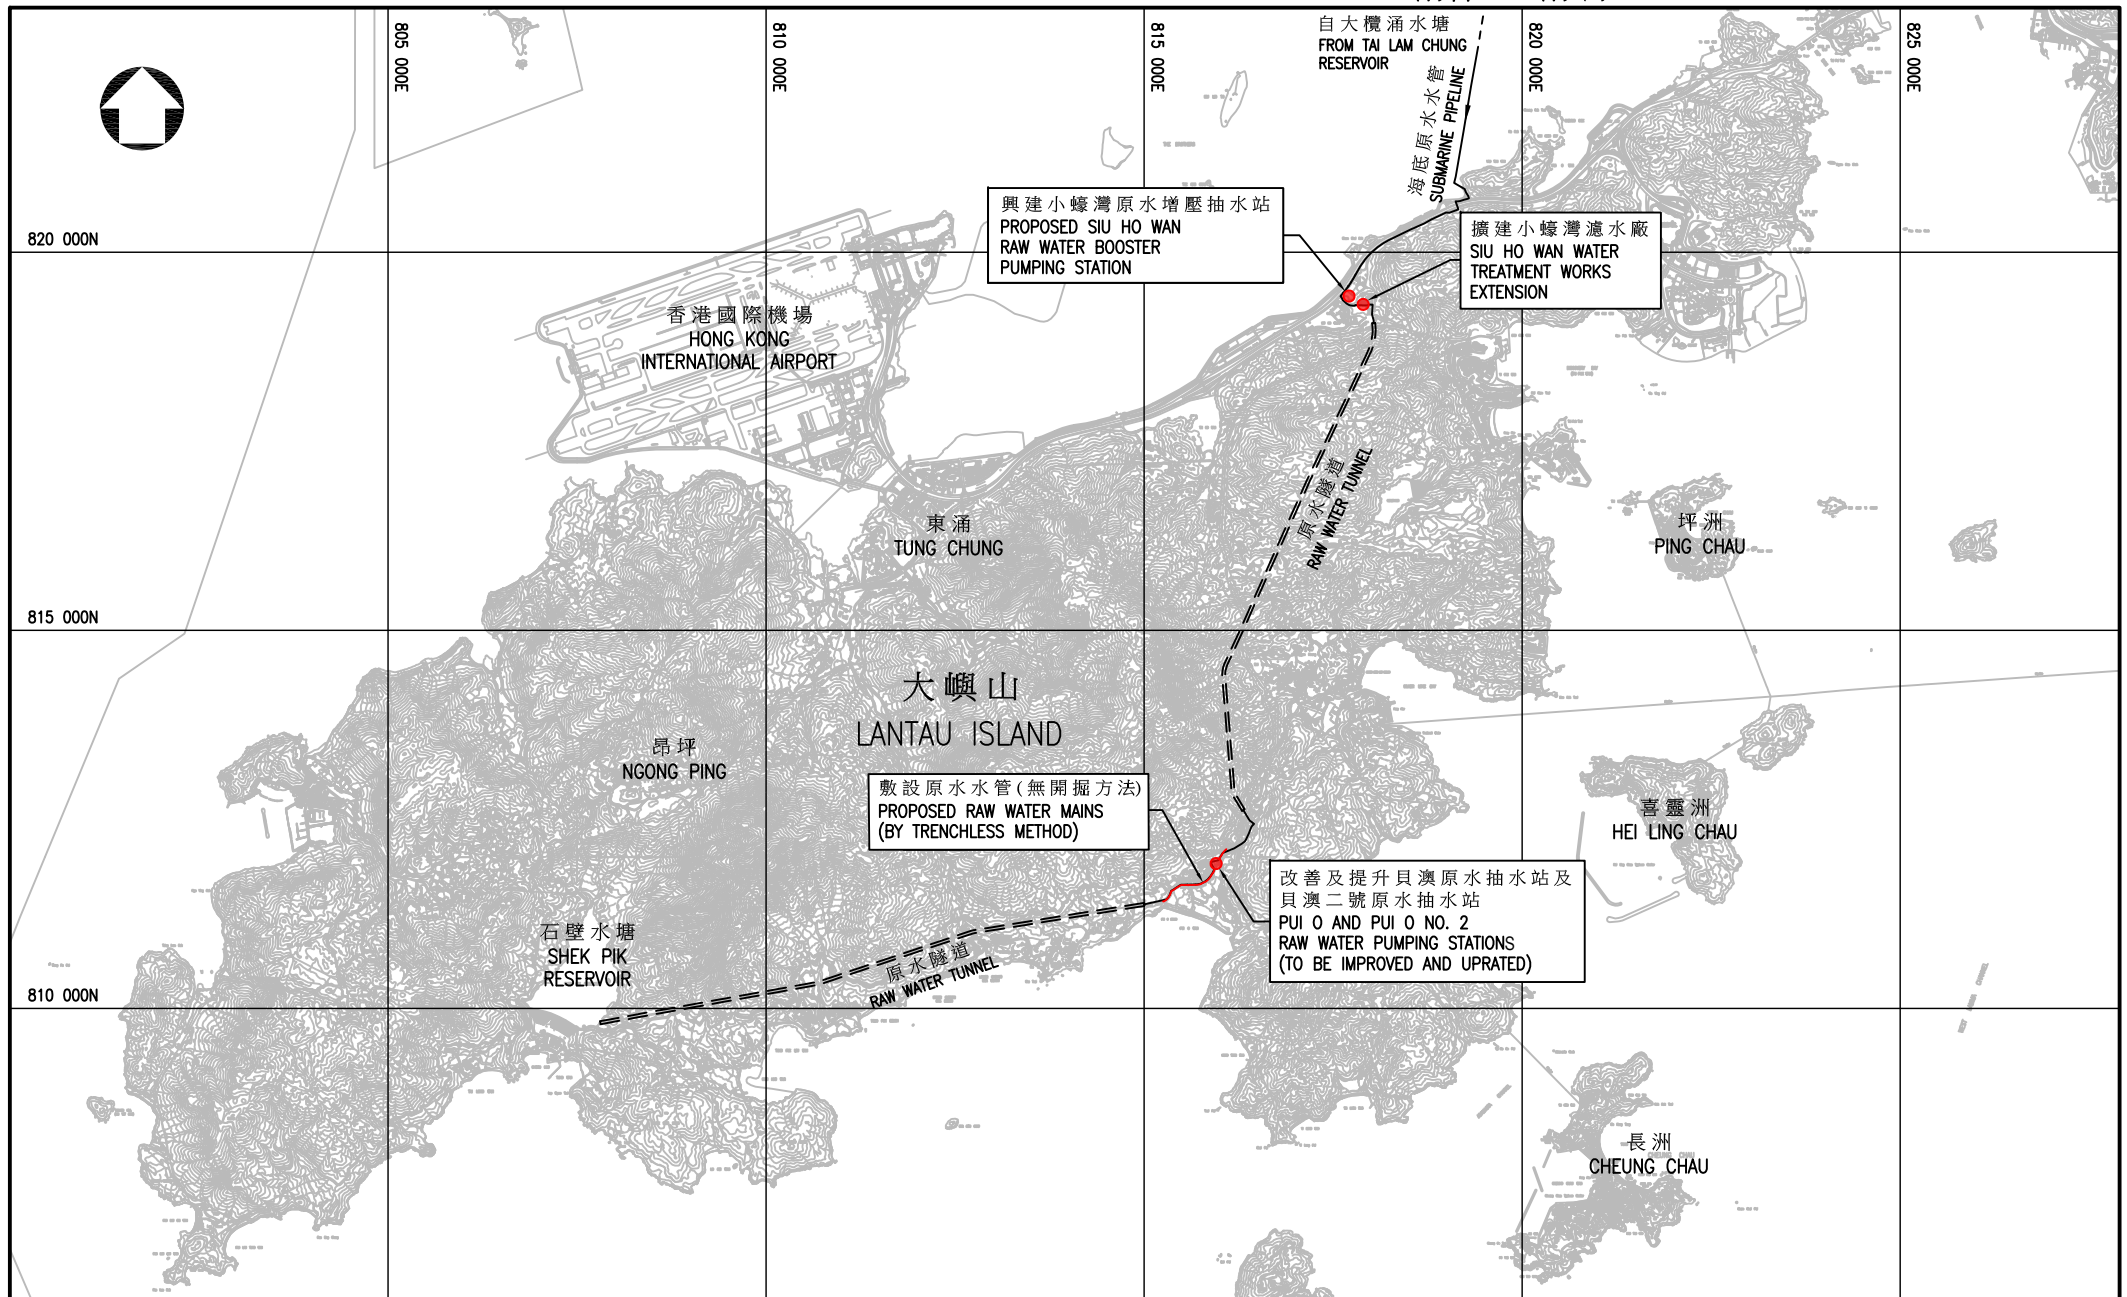 805 000E
810 000E
815 000E
820 000E
825 000E
自大欖涌水塘
FROM TAI LAM CHUNG
RESERVOIR
海底原水水管
SUBMARINE PIPELINE
興建小蠔灣原水增壓抽水站
PROPOSED SIU HO WAN
RAW WATER BOOSTER
PUMPING STATION
擴建小蠔灣濾水廠
SIU HO WAN WATER
TREATMENT WORKS
EXTENSION
820 000N
香港國際機場
HONG KONG
INTERNATIONAL AIRPORT
原水隧道
RAW WATER TUNNEL
東涌
TUNG CHUNG
坪洲
PING CHAU
815 000N
大嶼山
LANTAU ISLAND
昂坪
NGONG PING
敷設原水水管(無開掘方法)
PROPOSED RAW WATER MAINS
(BY TRENCHLESS METHOD)
喜靈洲
HEI LING CHAU
改善及提升貝澳原水抽水站及
貝澳二號原水抽水站
PUI O AND PUI O NO. 2
RAW WATER PUMPING STATIONS
(TO BE IMPROVED AND UPRATED)
石壁水塘
SHEK PIK
RESERVOIR
原水隧道
RAW WATER TUNNEL
810 000N
長洲
CHEUNG CHAU